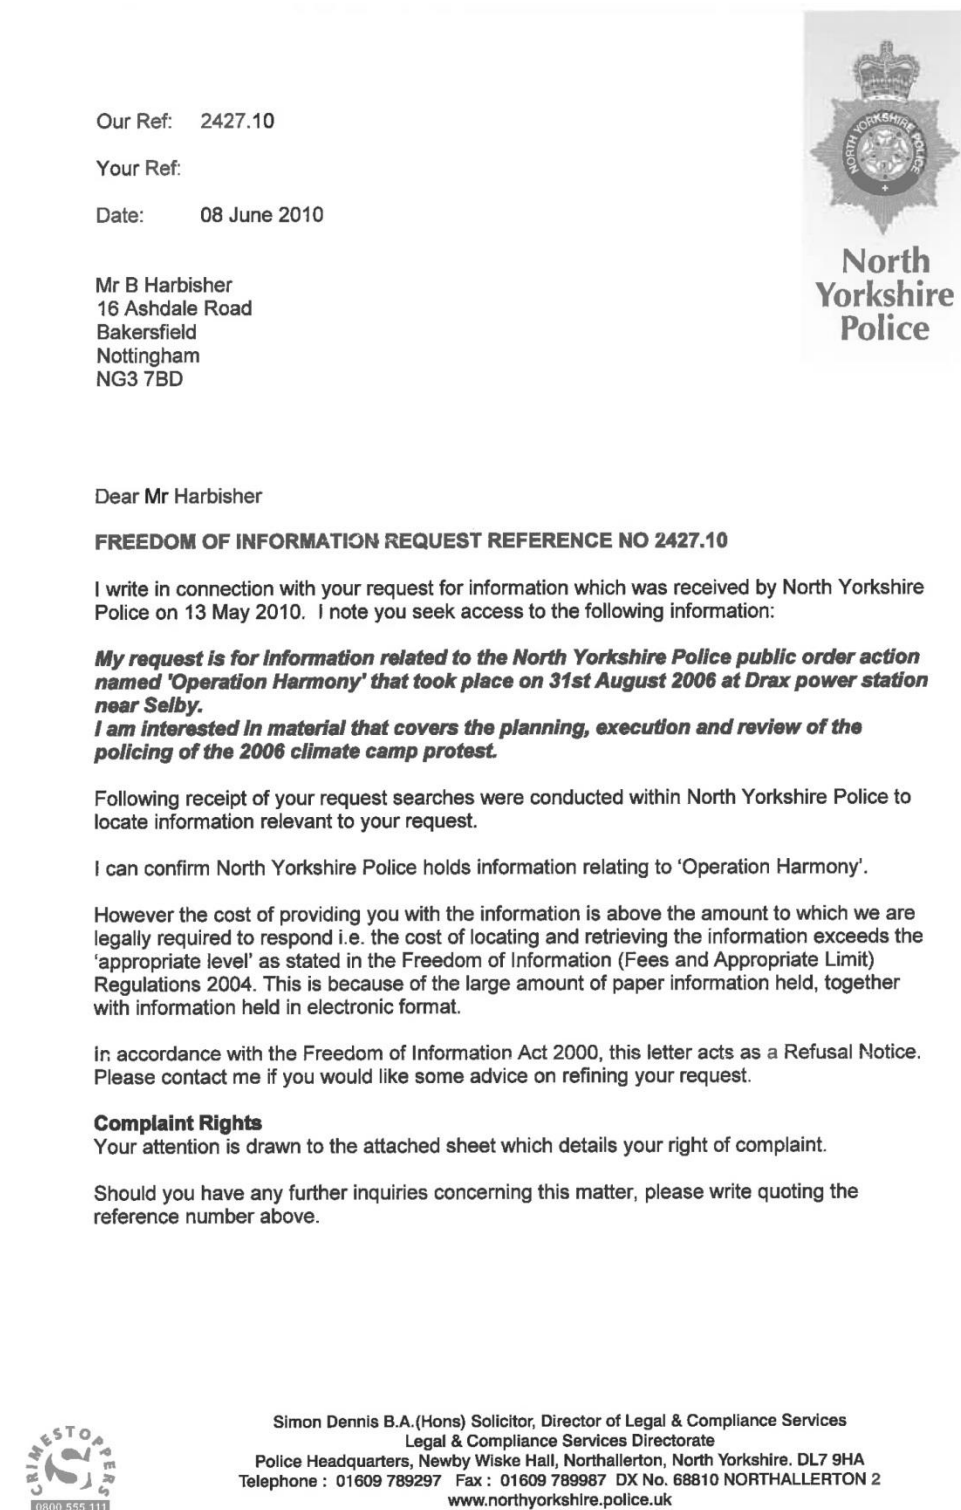 Our Ref: 2427.10
Your Ref:
Date: 08 June 2010
NORTH YORKSHIRE POLICE
North
Yorkshire
Police
Mr B Harbisher
16 Ashdale Road
Bakersfield
Nottingham
NG3 7BD
Dear Mr Harbisher
FREEDOM OF INFORMATION REQUEST REFERENCE NO 2427.10
I write in connection with your request for information which was received by North Yorkshire
Police on 13 May 2010. I note you seek access to the following information:
My request is for information related to the North Yorkshire Police public order action
named 'Operation Harmony' that took place on 31st August 2006 at Drax power station
near Selby.
I am interested in material that covers the planning, execution and review of the
policing of the 2006 climate camp protest.
Following receipt of your request searches were conducted within North Yorkshire Police to
locate information relevant to your request.
I can confirm North Yorkshire Police holds information relating to 'Operation Harmony'.
However the cost of providing you with the information is above the amount to which we are
legally required to respond i.e. the cost of locating and retrieving the information exceeds the
'appropriate level' as stated in the Freedom of Information (Fees and Appropriate Limit)
Regulations 2004. This is because of the large amount of paper information held, together
with information held in electronic format.
In accordance with the Freedom of Information Act 2000, this letter acts as a Refusal Notice.
Please contact me if you would like some advice on refining your request.
Complaint Rights
Your attention is drawn to the attached sheet which details your right of complaint.
Should you have any further inquiries concerning this matter, please write quoting the
reference number above.
CRIMESTOPPERS
0800 555 111
Simon Dennis B.A.(Hons) Solicitor, Director of Legal & Compliance Services
Legal & Compliance Services Directorate
Police Headquarters, Newby Wiske Hall, Northallerton, North Yorkshire. DL7 9HA
Telephone : 01609 789297 Fax : 01609 789987 DX No. 68810 NORTHALLERTON 2
www.northyorkshire.police.uk